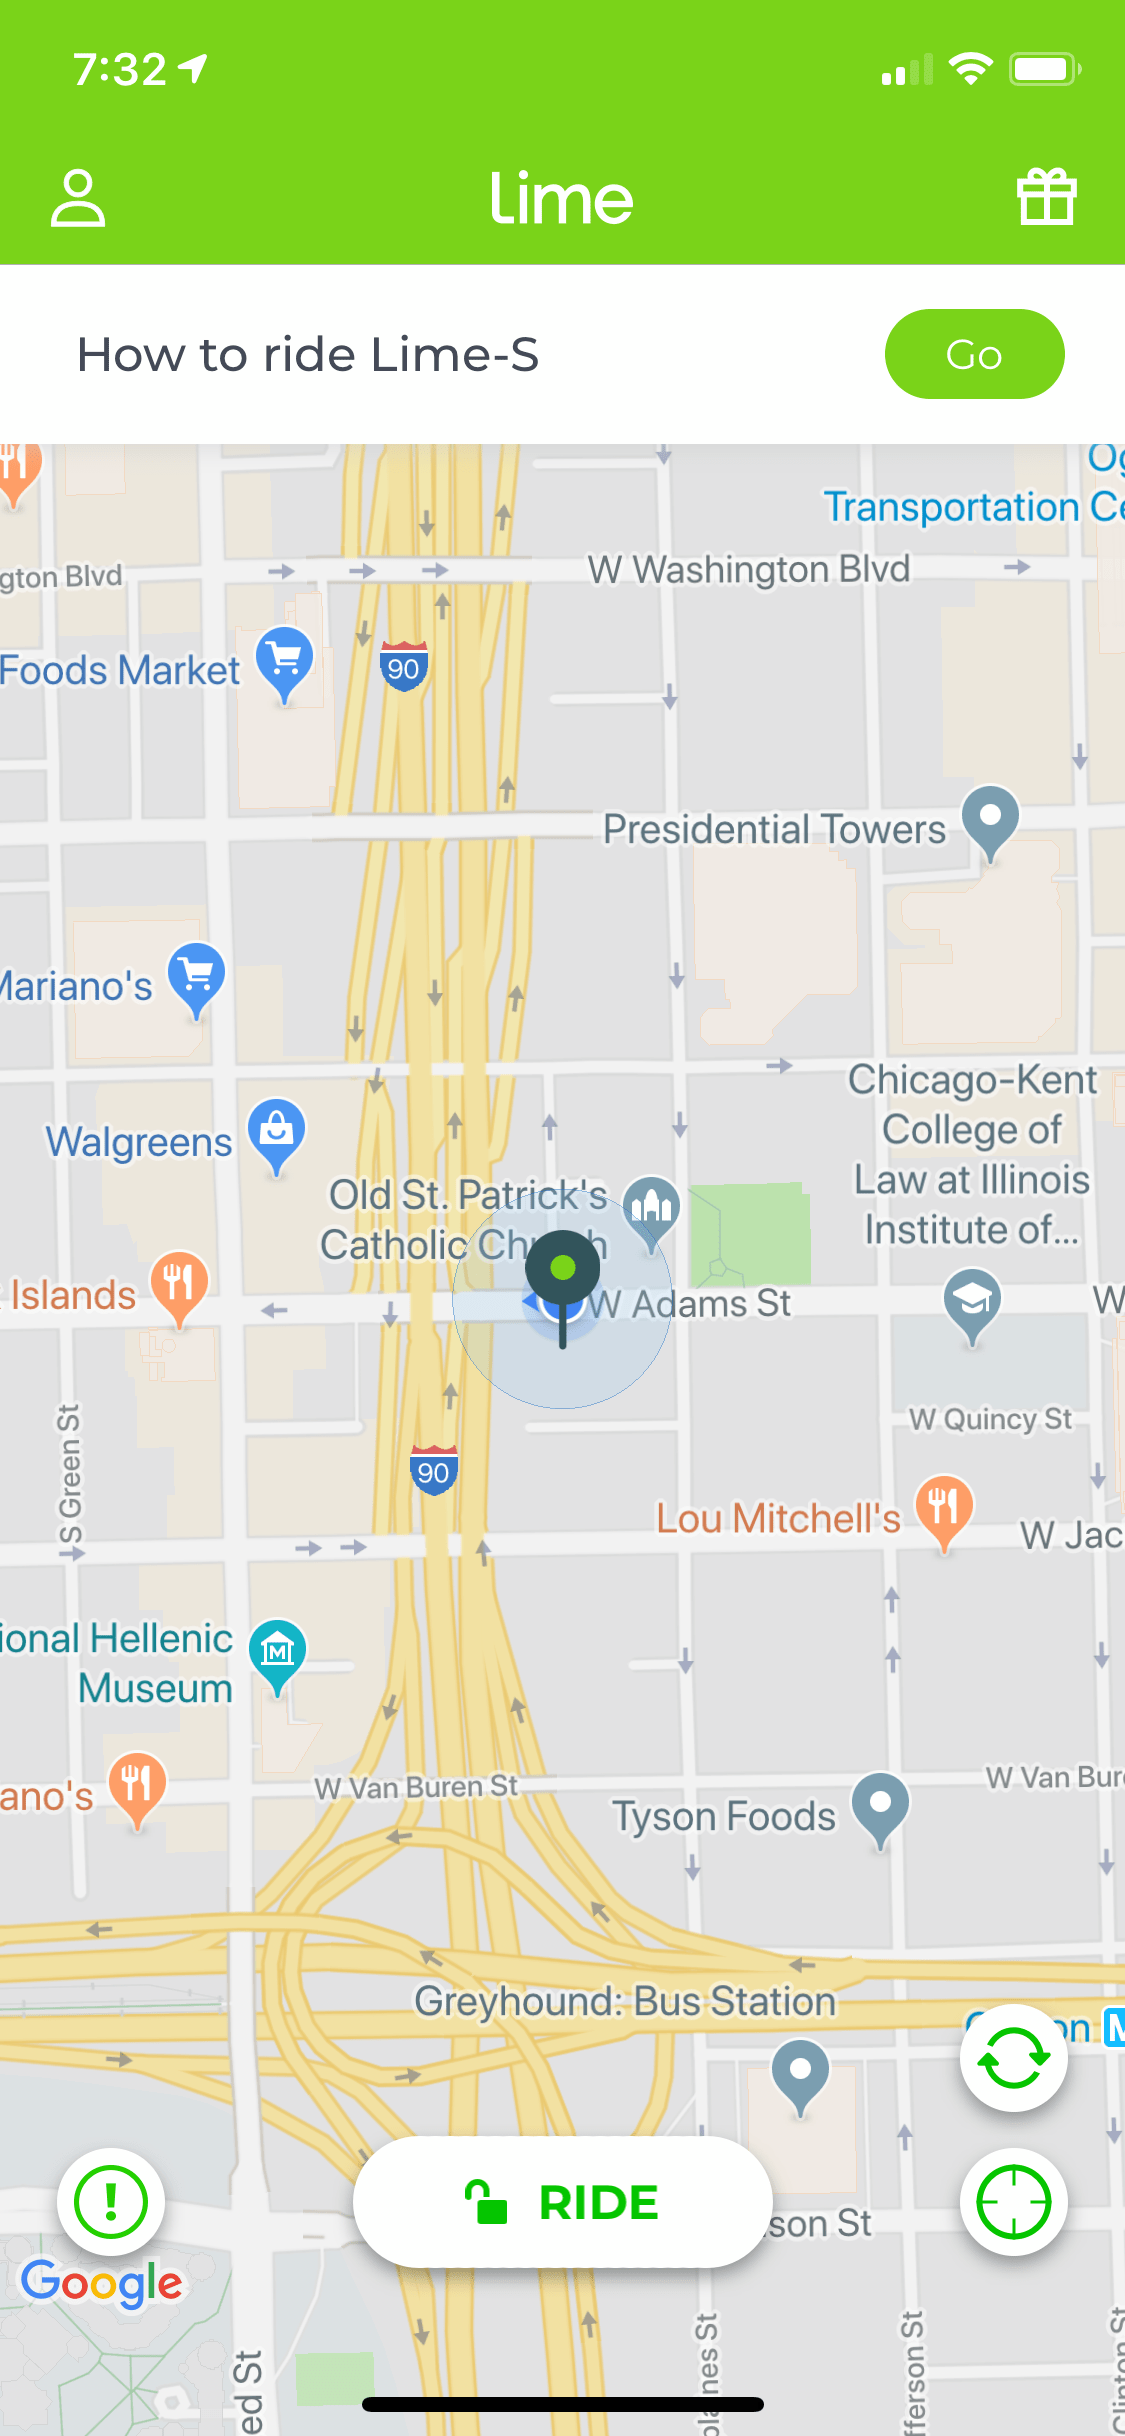 7:32
Lime
How to ride Lime-S
Go
Transportation
gton Blvd
W Washington Blvd
90
Foods Market
Presidential Towers
Mariano's
Chicago-Kent
College of
Law at Illinois
Institute of...
Walgreens
Old St. Patrick's
Catholic
Islands
W Adams St
W
S Green St
W Quincy St
90
Lou Mitchell's
W Jac
ional Hellenic
Museum
M
ano's
W Van Buren St
W Van Bur
Tyson Foods
Greyhound: Bus Station
on
M
!
RIDE
son St
Google
ed St
nes St
fferson St
Clinton St